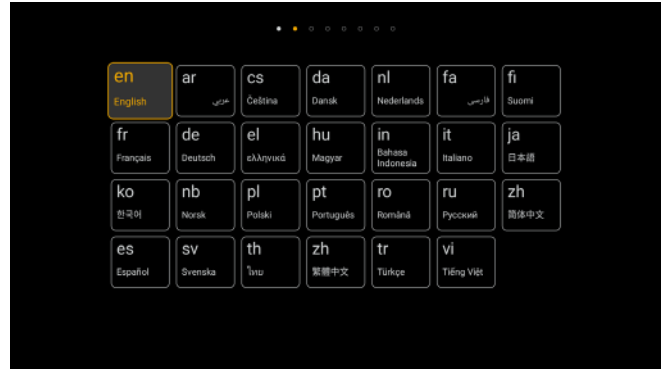 en ar cs da nl fa fi
English عربي Čeština Dansk Nederlands فارسی Suomi
fr de el hu in it ja
Français Deutsch ελληνικά Magyar Bahasa Indonesia Italiano 日本語
ko nb pl pt ro ru zh
한국어 Norsk Polski Português Română Русский 简体中文
es sv th zh tr vi
Español Svenska ไทย 繁體中文 Türkçe Tiếng Việt